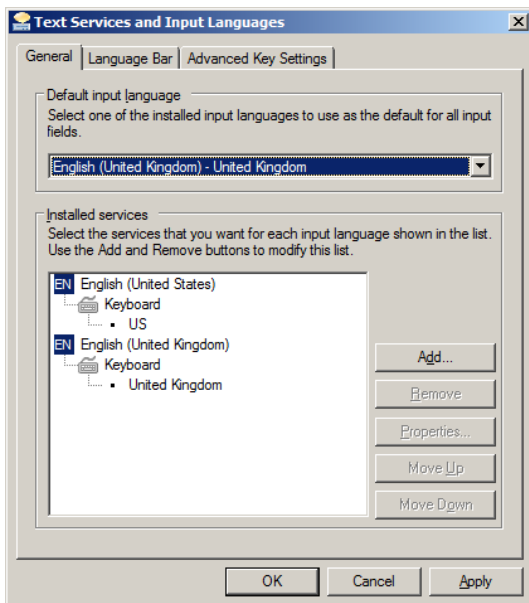 Text Services and Input Languages
General
Language Bar
Advanced Key Settings
Default input language
Select one of the installed input languages to use as the default for all input
fields.
English (United Kingdom) - United Kingdom
Installed services
Select the services that you want for each input language shown in the list.
Use the Add and Remove buttons to modify this list.
EN English (United States)
Keyboard
US
EN English (United Kingdom)
Keyboard
United Kingdom
Add...
Remove
Properties...
Move Up
Move Down
OK
Cancel
Apply